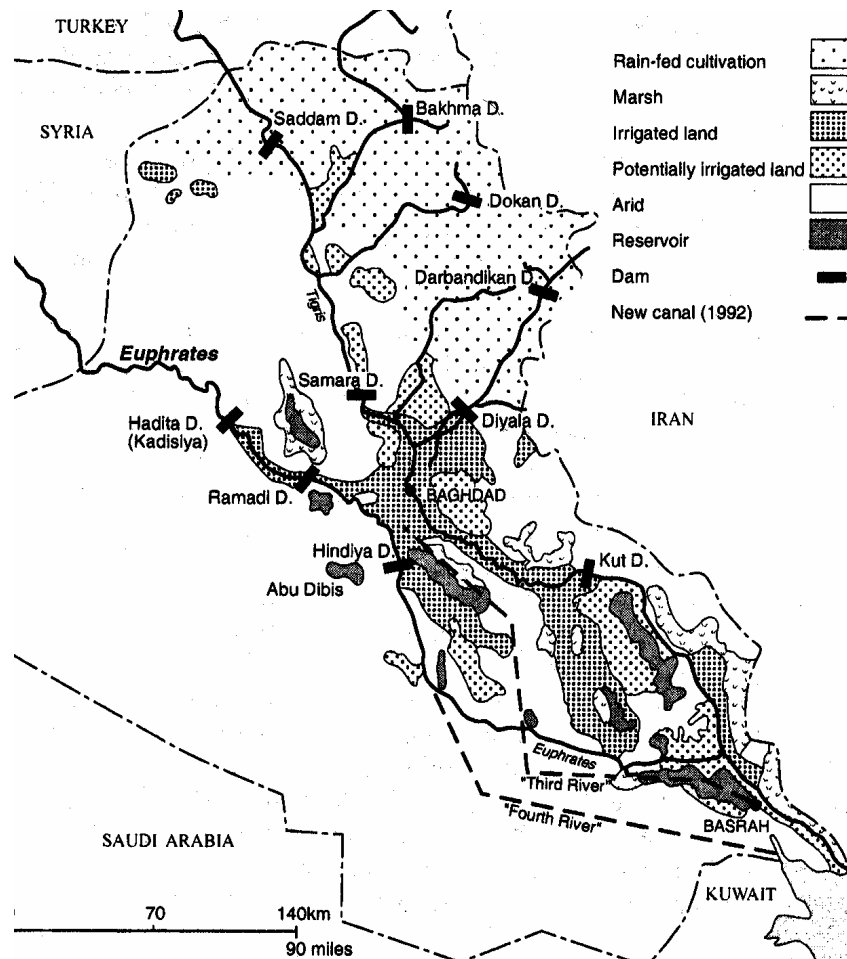 TURKEY
SYRIA
Saddam D.
Bakhma D.
Dokan D.
Darbandikan D.
Tigris
Euphrates
Samara D.
Hadita D.
(Kadisiya)
Diyala D.
IRAN
Ramadi D.
BAGHDAD
Hindiya D.
Kut D.
Abu Dibis
Euphrates
"Third River"
"Fourth River"
BASRAH
SAUDI ARABIA
KUWAIT
70
140km
90 miles
Rain-fed cultivation
Marsh
Irrigated land
Potentially irrigated land
Arid
Reservoir
Dam
New canal (1992)